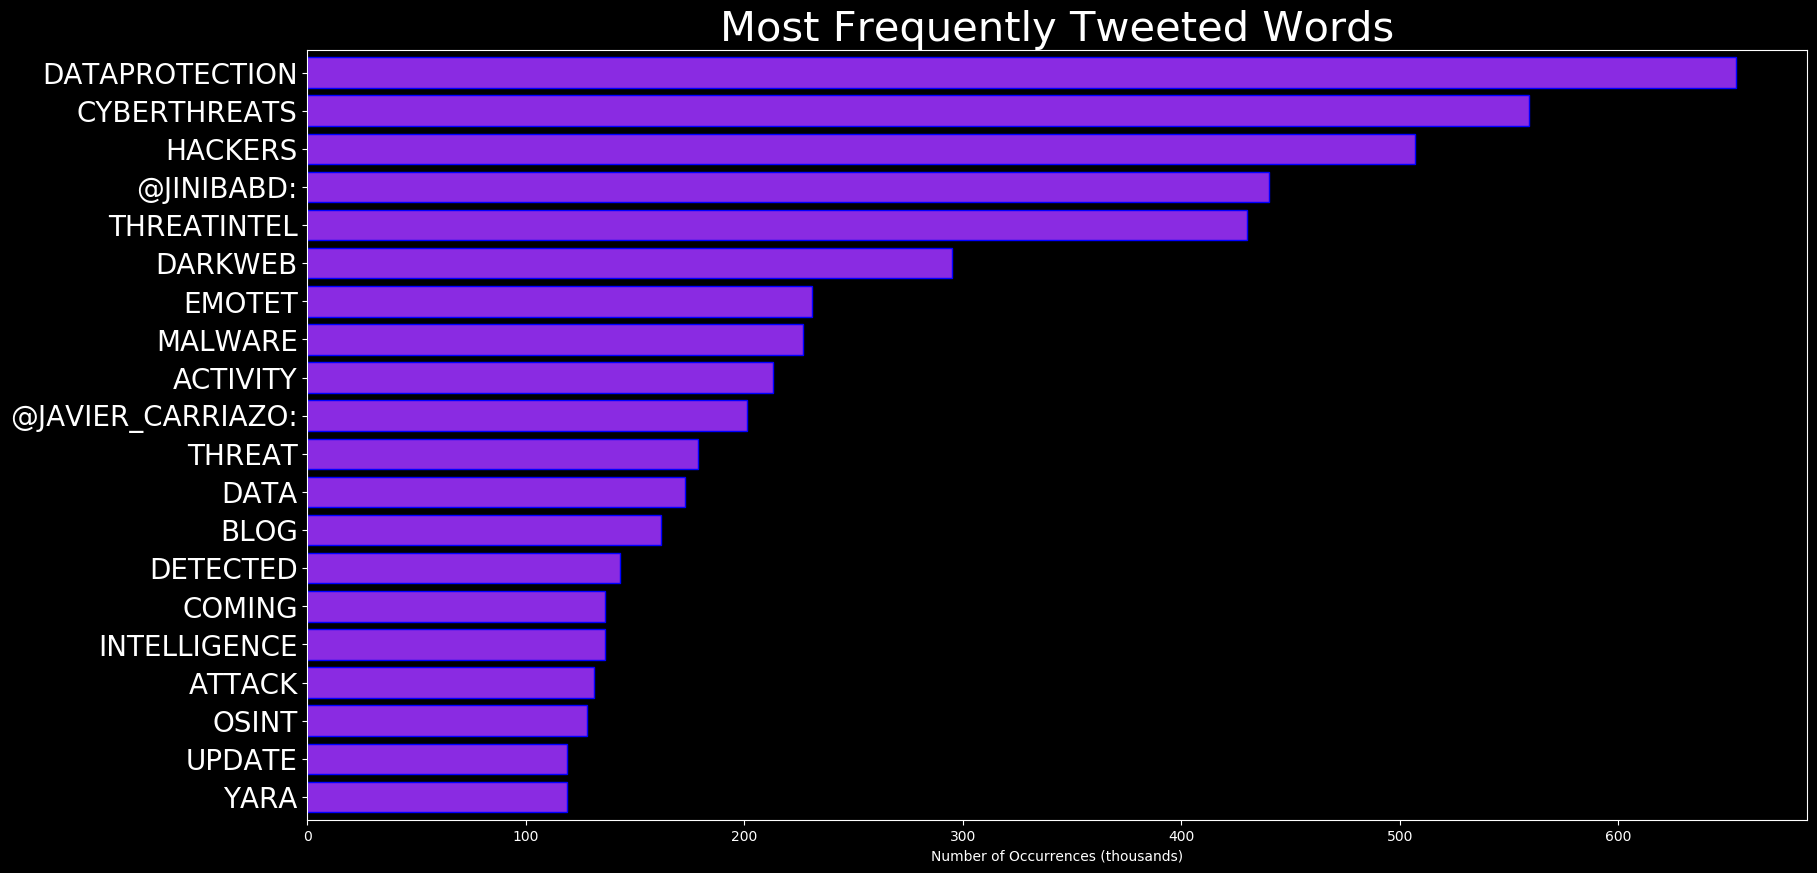 Most Frequently Tweeted Words
DATAPROTECTION
CYBERTHREATS
HACKERS
@JINIBABD:
THREATINTEL
DARKWEB
EMOTET
MALWARE
ACTIVITY
@JAVIER_CARRIAZO:
THREAT
DATA
BLOG
DETECTED
COMING
INTELLIGENCE
ATTACK
OSINT
UPDATE
YARA
0 100 200 300 400 500 600
Number of Occurrences (thousands)